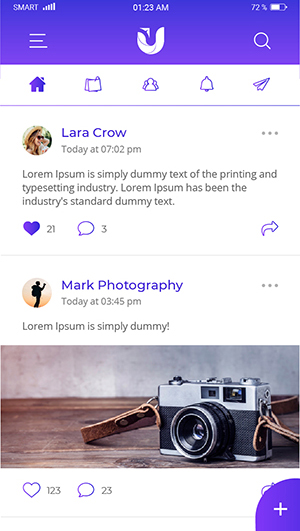 SMART 01:23 AM 72 %
Lara Crow
Today at 07:02 pm
Lorem Ipsum is simply dummy text of the printing and
typesetting industry. Lorem Ipsum has been the
industry's standard dummy text.
21 3
Mark Photography
Today at 03:45 pm
Lorem Ipsum is simply dummy!
123 23